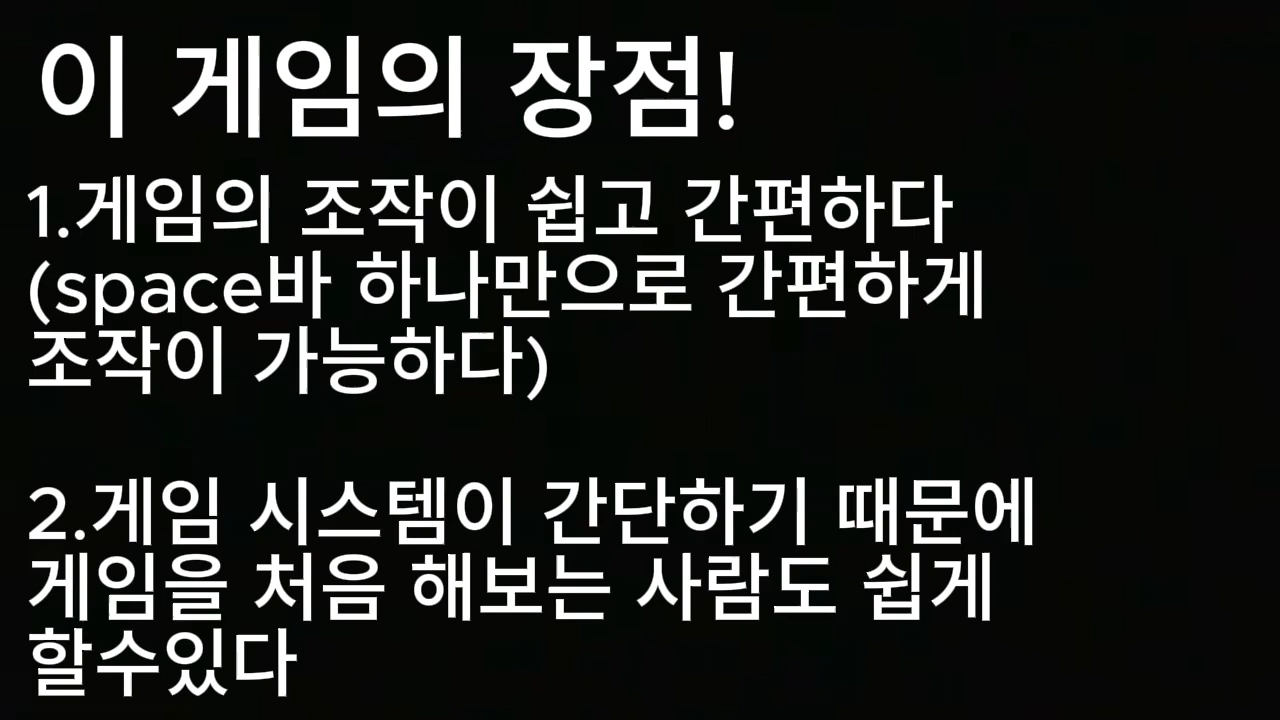 이 게임의 장점!
1.게임의 조작이 쉽고 간편하다
(space바 하나만으로 간편하게
조작이 가능하다)
2.게임 시스템이 간단하기 때문에
게임을 처음 해보는 사람도 쉽게
할수있다